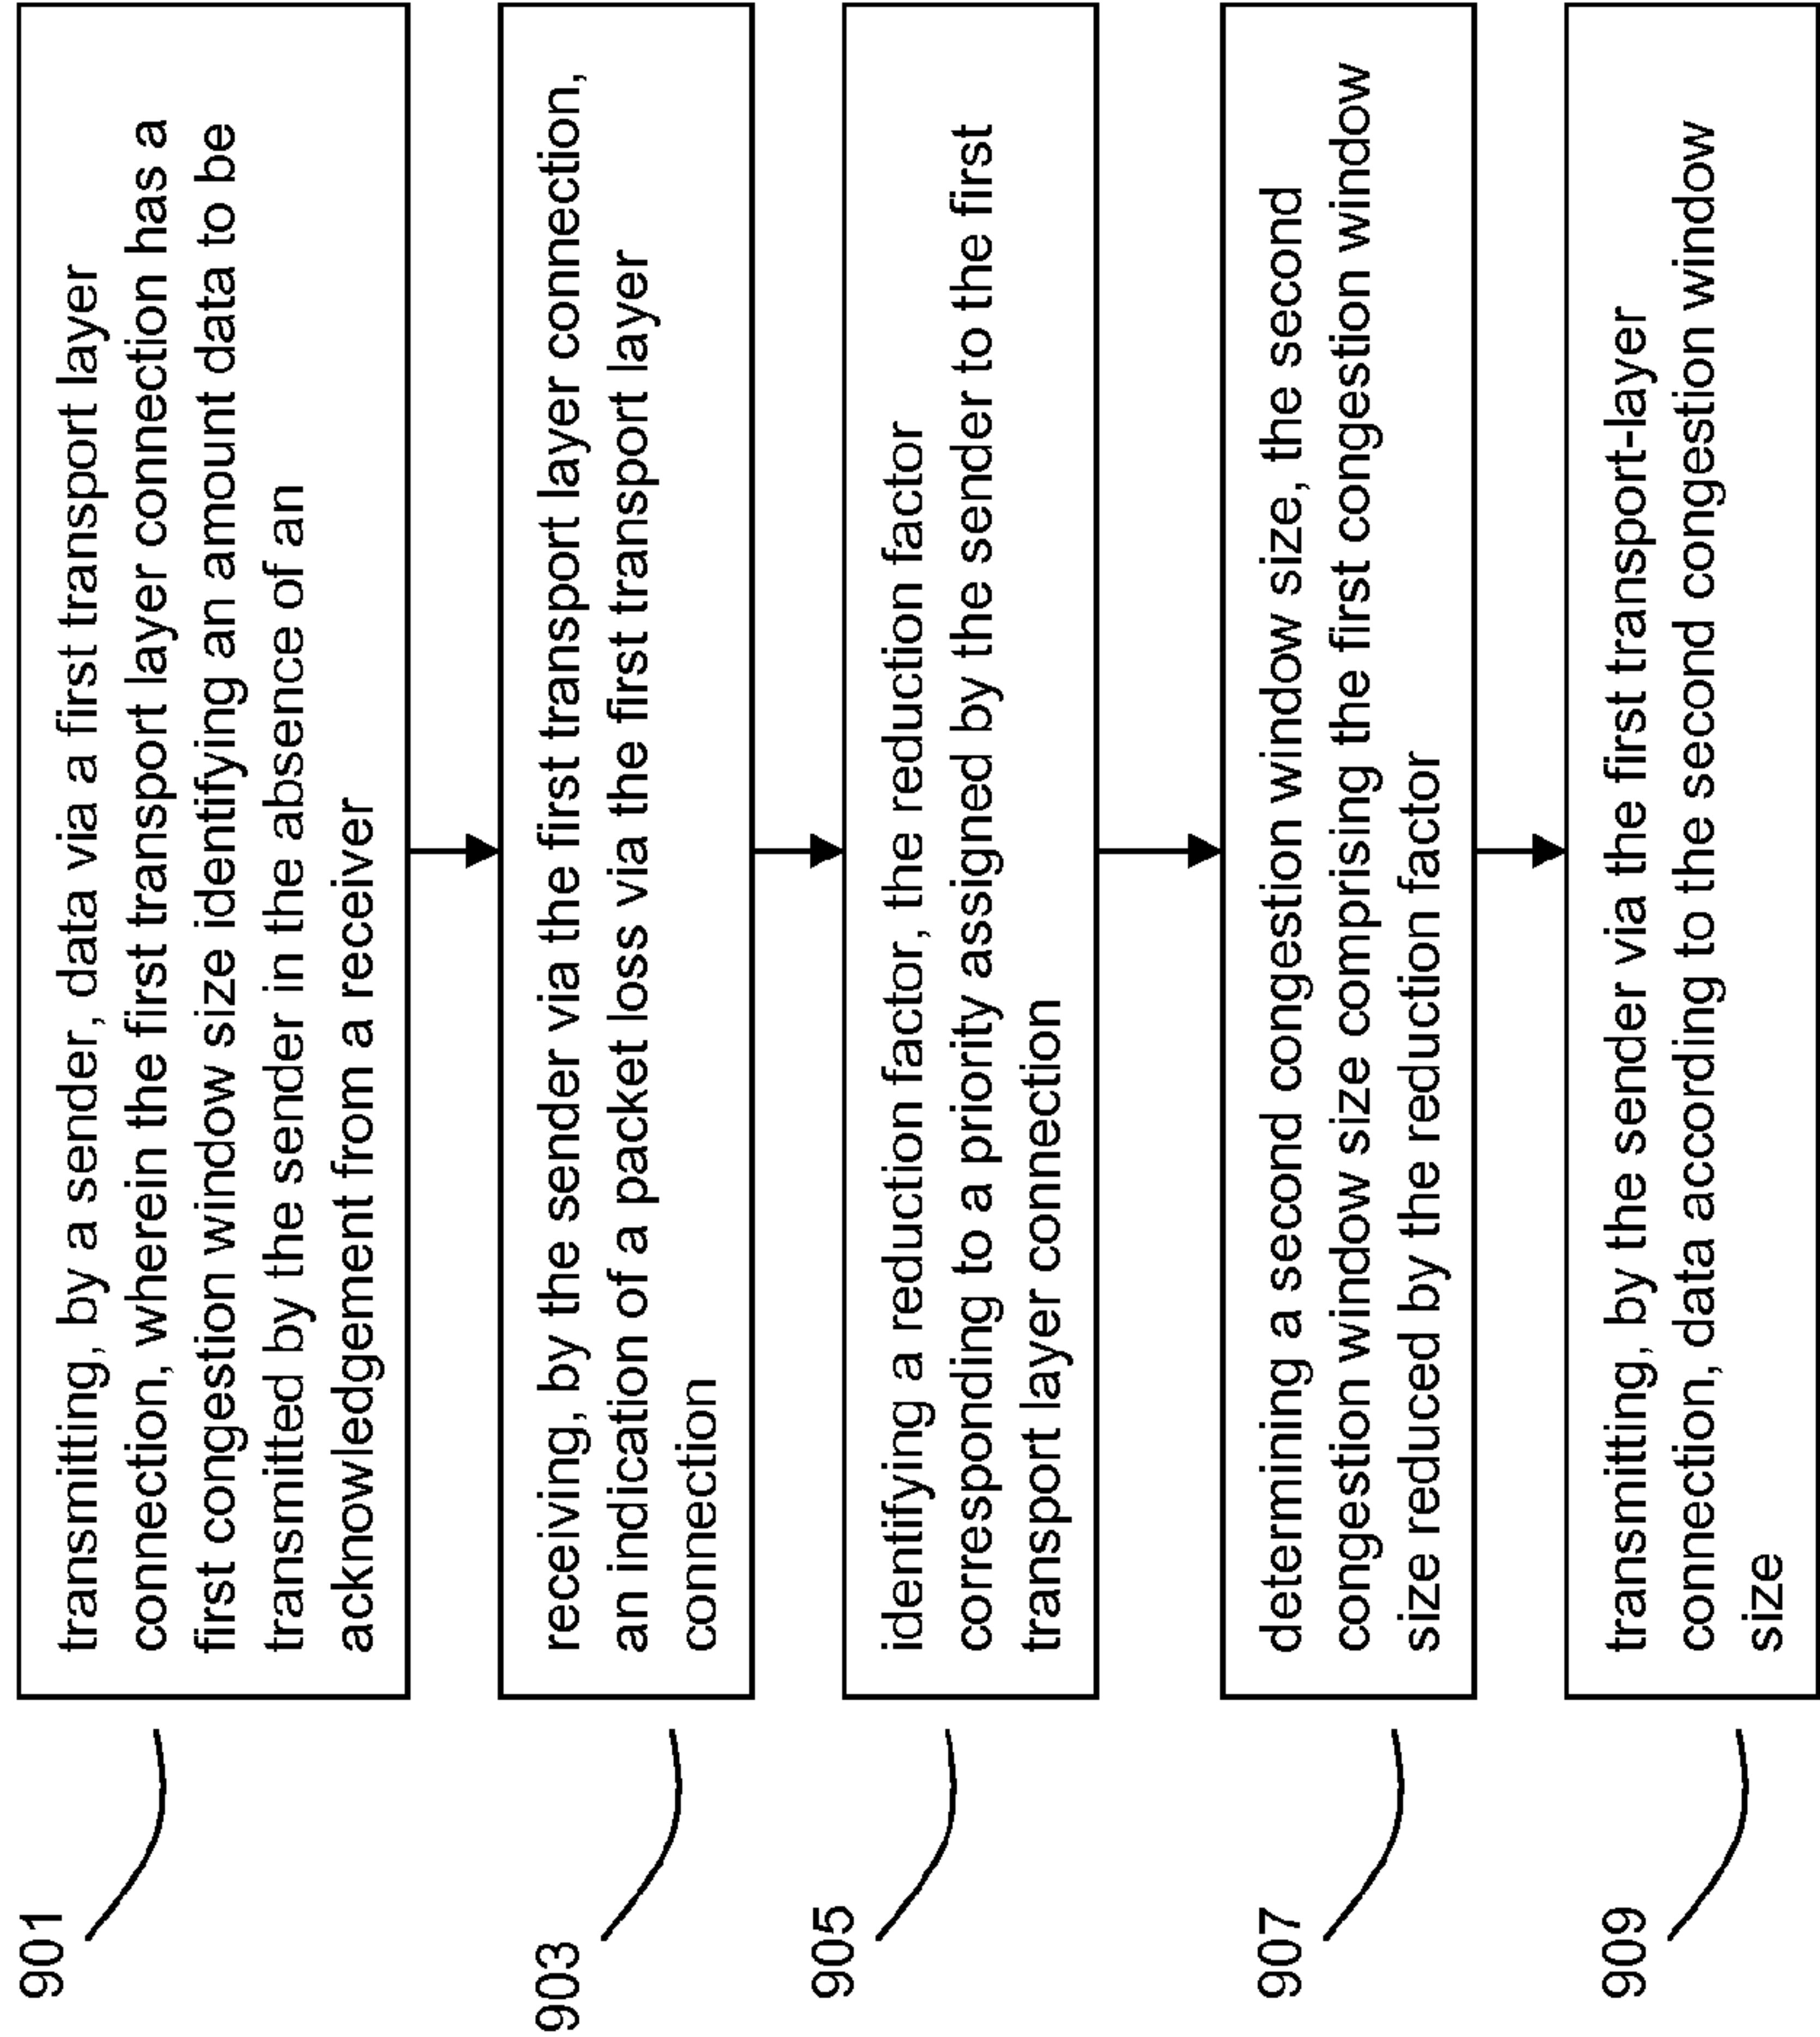 901
transmitting, by a sender, data via a first transport layer
connection, wherein the first transport layer connection has a
first congestion window size identifying an amount data to be
transmitted by the sender in the absence of an
acknowledgement from a receiver
903
receiving, by the sender via the first transport layer connection,
an indication of a packet loss via the first transport layer
connection
905
identifying a reduction factor, the reduction factor
corresponding to a priority assigned by the sender to the first
transport layer connection
907
determining a second congestion window size, the second
congestion window size comprising the first congestion window
size reduced by the reduction factor
909
transmitting, by the sender via the first transport-layer
connection, data according to the second congestion window
size